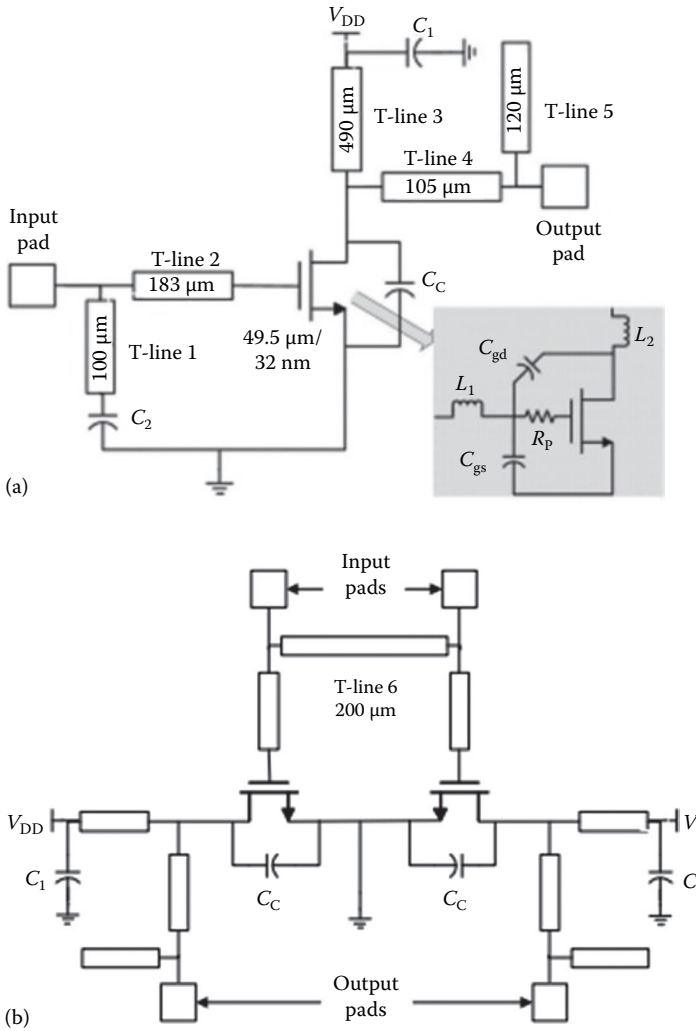 V_DD
C_1
490 μm
T-line 3
120 μm
T-line 5
T-line 4
105 μm
Input
pad
Output
pad
T-line 2
183 μm
C_C
100 μm
T-line 1
49.5 μm/
32 nm
C_2
L_2
C_gd
L_1
R_P
C_gs
(a)
Input
pads
T-line 6
200 μm
V_DD
V
C_1
C_C
C_C
C
Output
pads
(b)